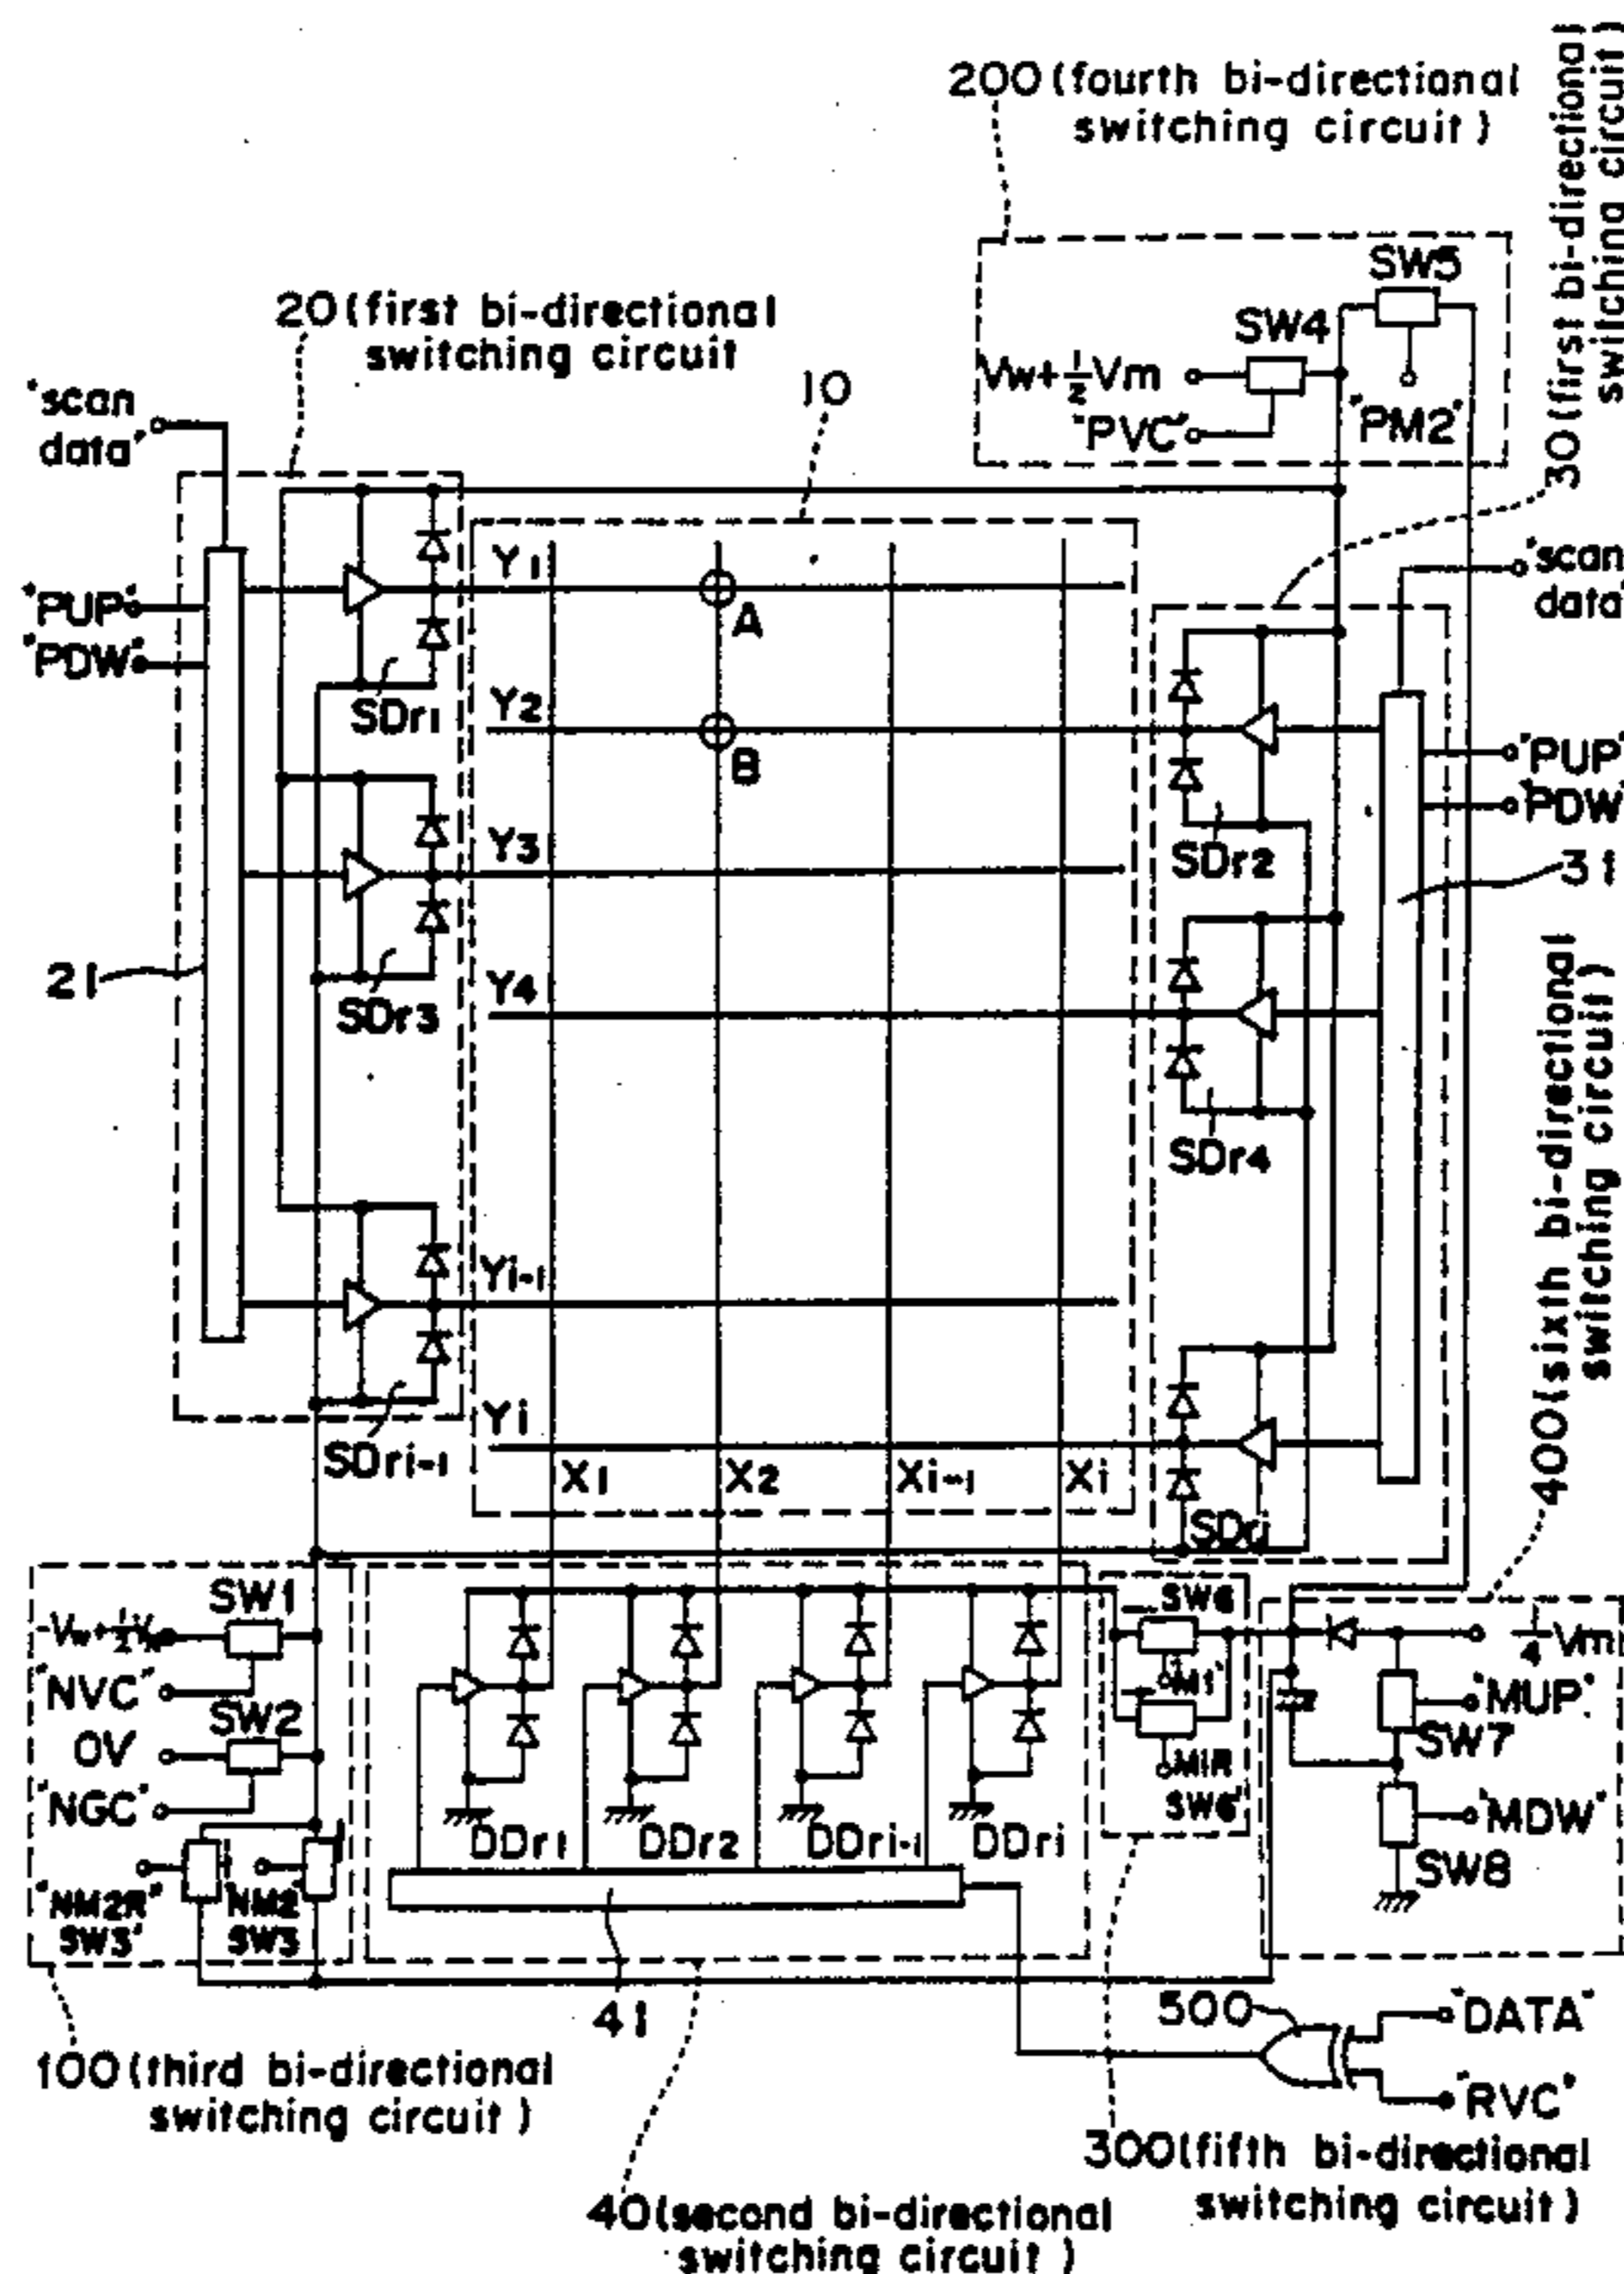 200(fourth bi-directional
switching circuit)
30(first bi-directional
switching circuit)
20(first bi-directional
switching circuit
10
SW5
SW4
Vw+½Vm
"PVC"
"PM2"
"scan
data"
"scan
data
"PUP"
"PDW"
Y1
A
SDr1
Y2
B
"PUP"
"PDW"
SDr2
Y3
31
21
SDr3
Y4
SDr4
400(sixth bi-directional
switching circuit)
Yi-1
SDri-1
Yi
X1
X2
Xi-1
Xi
SW1
"NVC"
SW2
0V
"NGC"
"NM2R"
SW3'
"NM2
SW3
DDr1
DDr2
DDri-1
DDri
41
SW6
M1'
M1R
SW6'
¼Vm
"MUP"
SW7
"MDW"
SW8
500
"DATA"
"RVC"
100(third bi-directional
switching circuit)
300(fifth bi-directional
switching circuit)
40(second bi-directional
switching circuit)